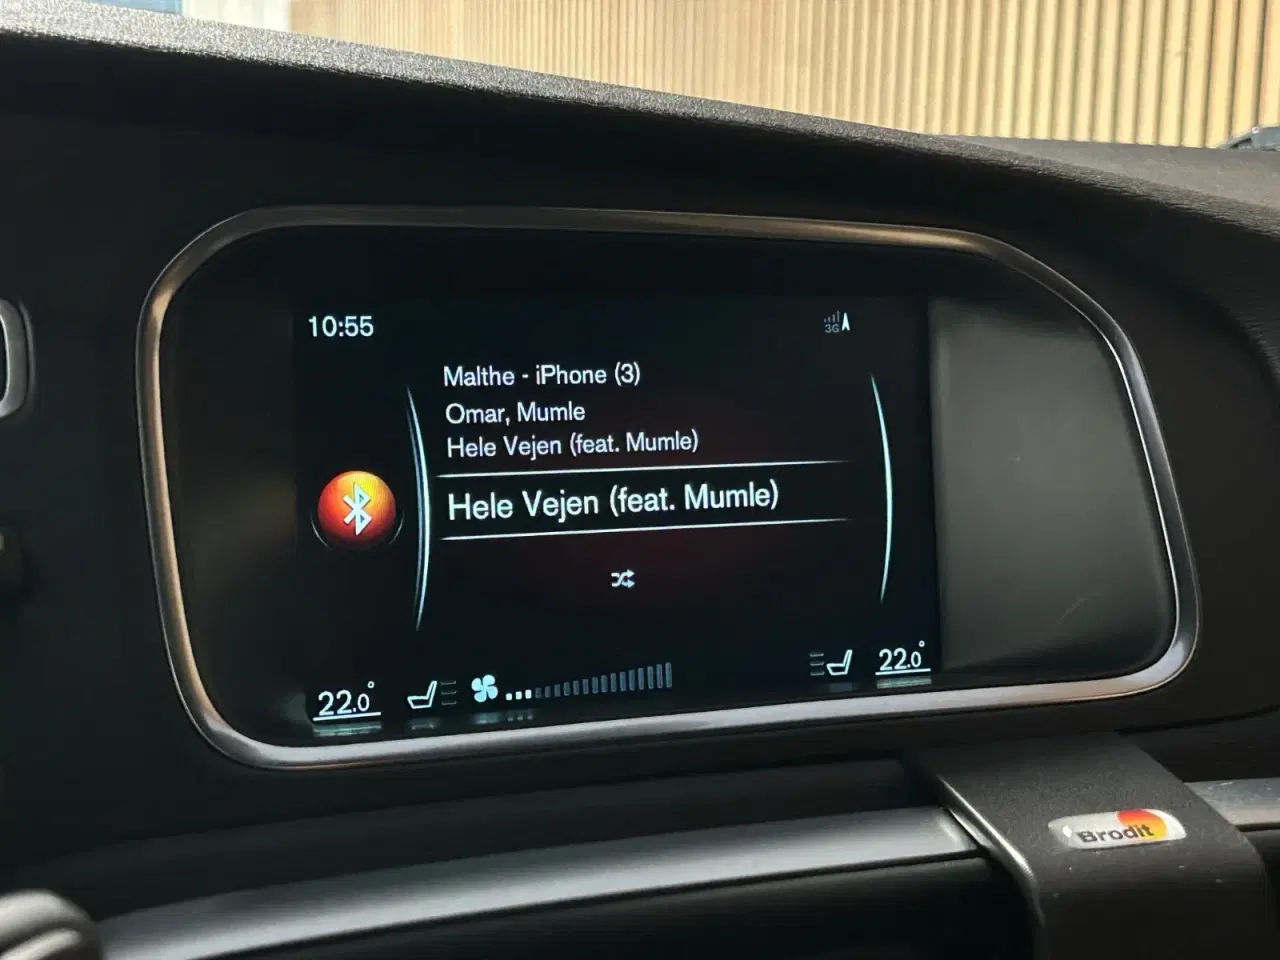 10:55
3G
Malthe - iPhone (3)
Omar, Mumle
Hele Vejen (feat. Mumle)
Hele Vejen (feat. Mumle)
22.0°
22.0°
Brodit